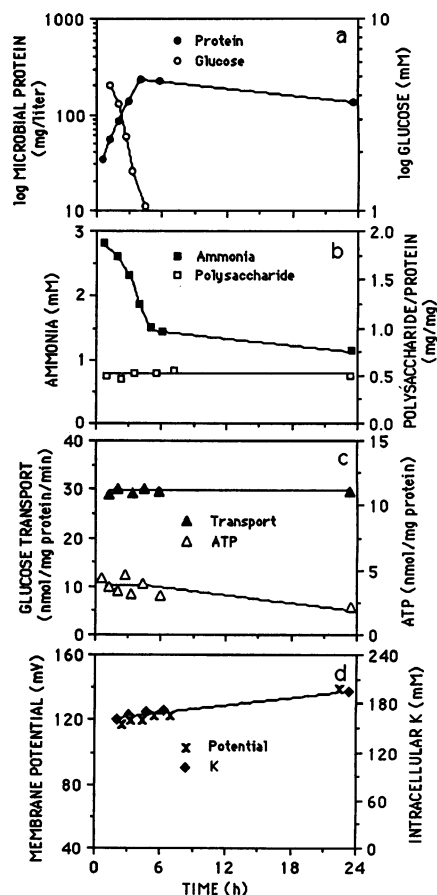 a
1000
100
10
log MICROBIAL PROTEIN
(mg/liter)
Protein
Glucose
10
1
log GLUCOSE (mM)
b
3
2
1
0
AMMONIA (mM)
Ammonia
Polysaccharide
2.0
1.5
1.0
0.5
0.0
POLYSACCHARIDE/PROTEIN
(mg/mg)
c
40
30
20
10
0
GLUCOSE TRANSPORT
(nmol/mg protein/min)
Transport
ATP
15
10
5
0
ATP (nmol/mg protein)
d
160
120
80
40
MEMBRANE POTENTIAL (mV)
Potential
K
240
180
120
60
0
INTRACELLULAR K (mM)
0 6 12 18 24
TIME (h)